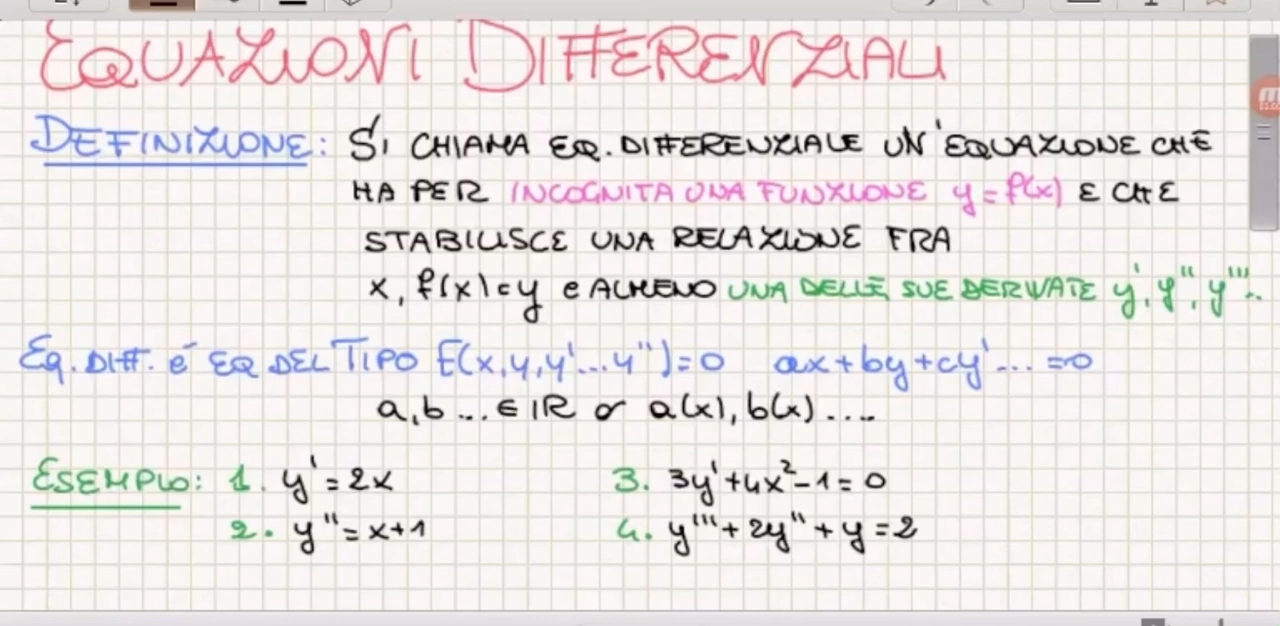 EQUAZIONI DIFFERENZIALI
DEFINIZIONE: SI CHIAMA EQ. DIFFERENZIALE UN'EQUAZIONE CHE
HA PER INCOGNITA UNA FUNZIONE y=f(x) E CHE
STABILISCE UNA RELAZIONE FRA
x, f(x)=y e ALMENO UNA DELLE SUE DERIVATE y', y'', y'''..
Eq. DIFF. é EQ DEL TIPO F(x,y,y'...y'')=0 ax+by+cy'... =0
a,b ... ∈ IR or a(x), b(x) ....
ESEMPIO: 1. y'=2x 3. 3y'+4x²-1=0
2. y''=x+1 4. y'''+2y''+y=2